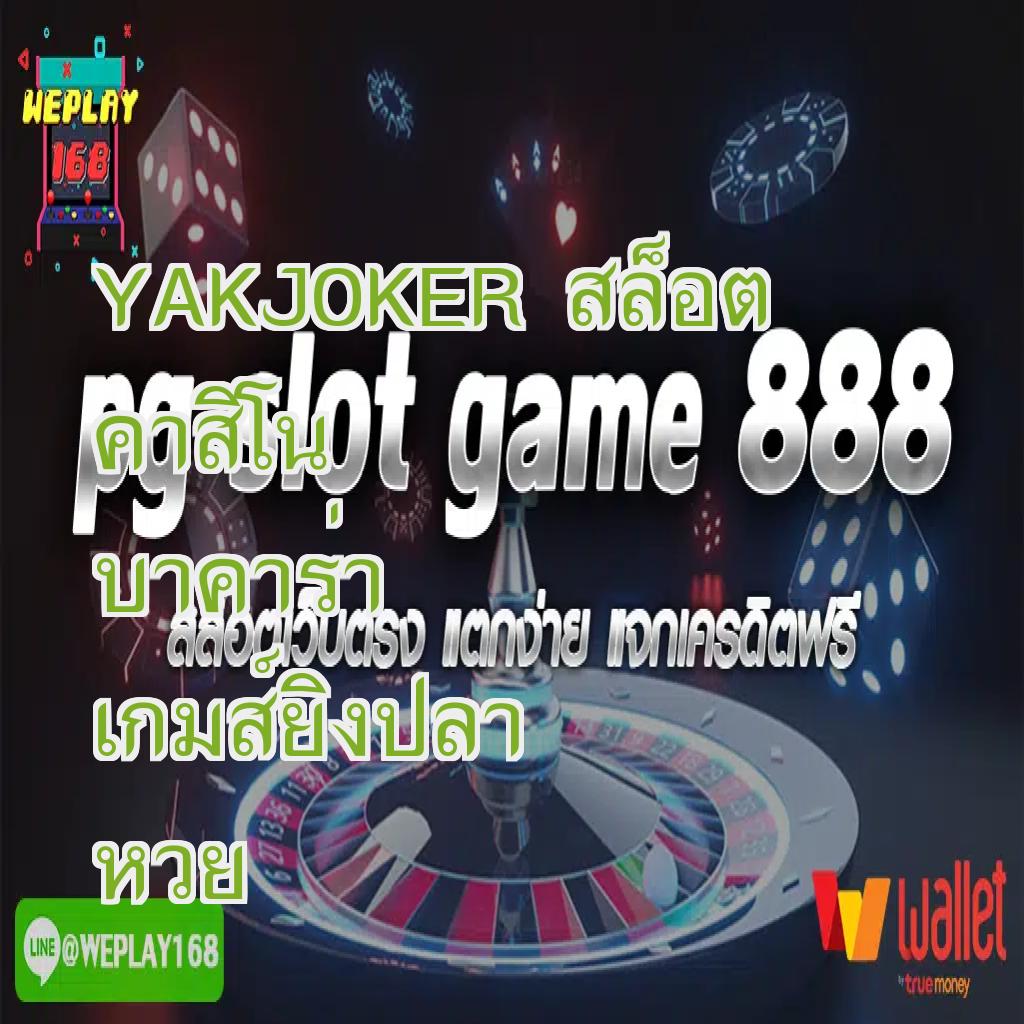 WEPLAY
168
YAKJOKER สล็อต
pg slot game 888
คาสิโน
บาคาร่า
สล็อตเว็บตรง แตกง่าย แจกเครดิตฟรี
เกมส์ยิงปลา
หวย
LINE @WEPLAY168
wallet
by truemoney